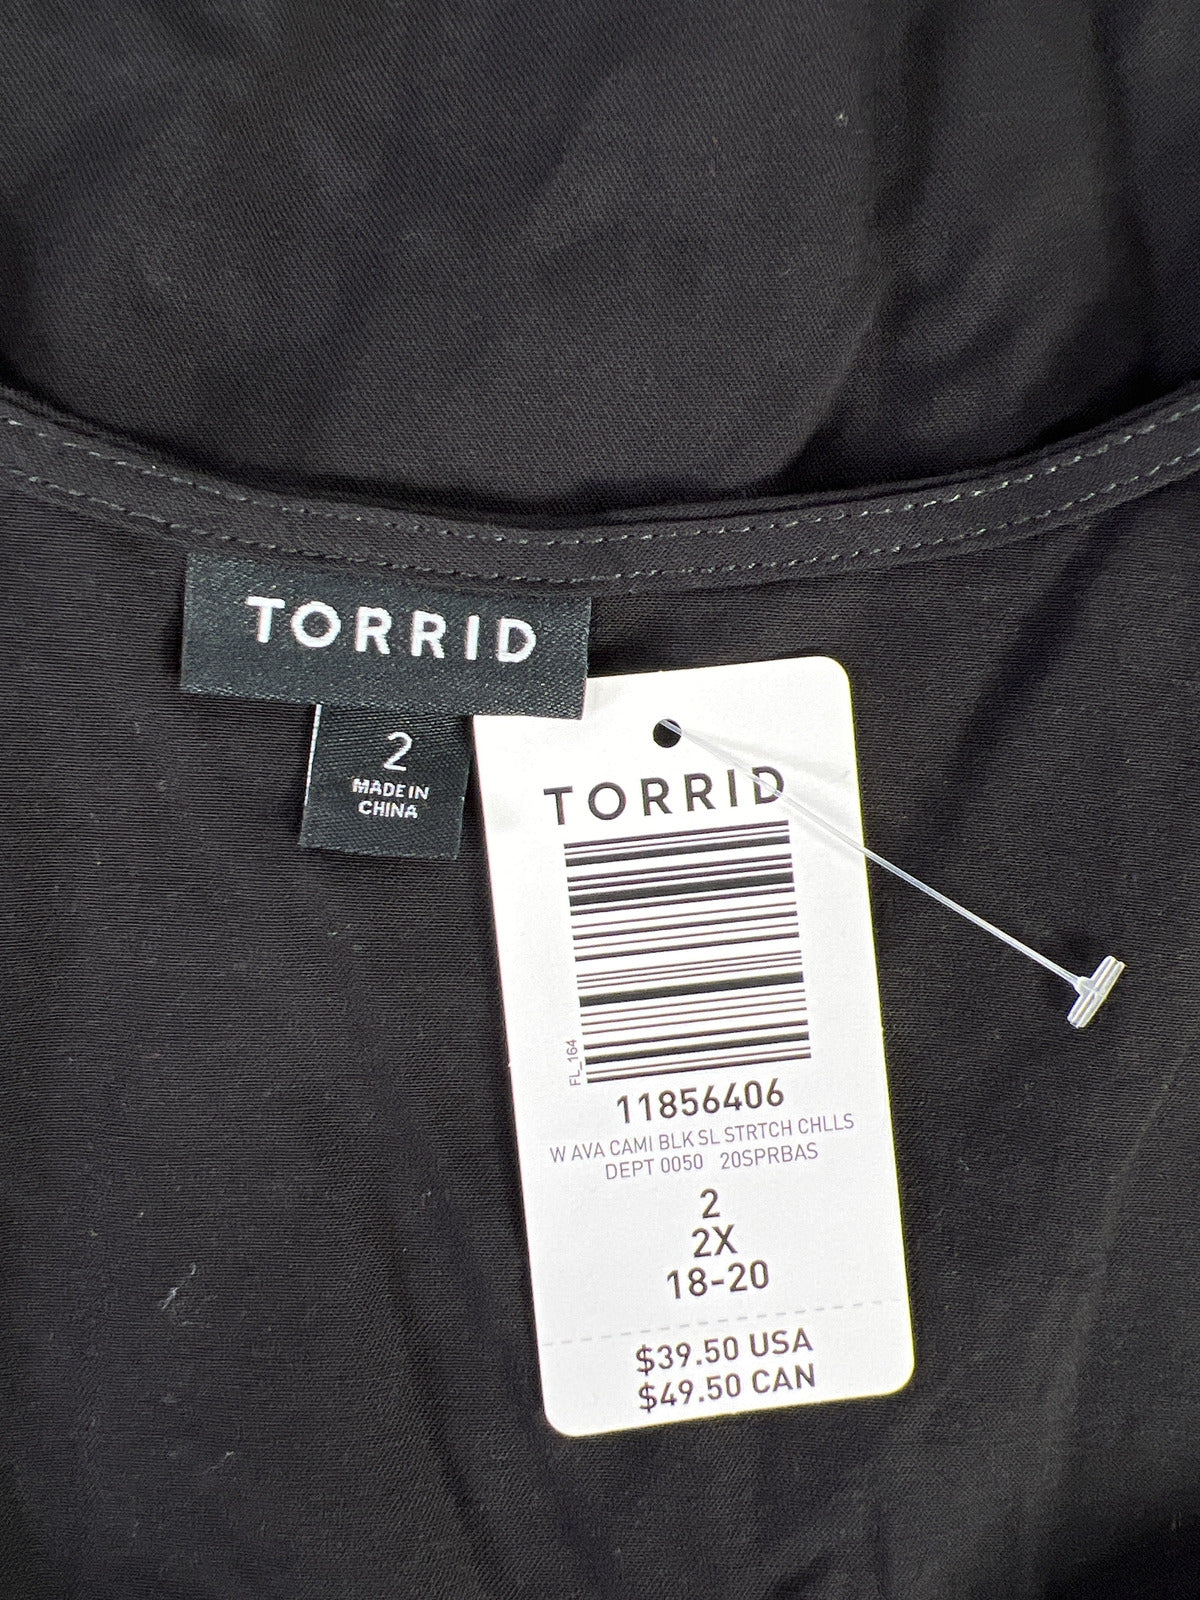 TORRID
2
MADE IN
CHINA
TORRID
FL_164
11856406
W AVA CAMI BLK SL STRTCH CHLLS
DEPT 0050 20SPRBAS
2
2X
18-20
$39.50 USA
$49.50 CAN